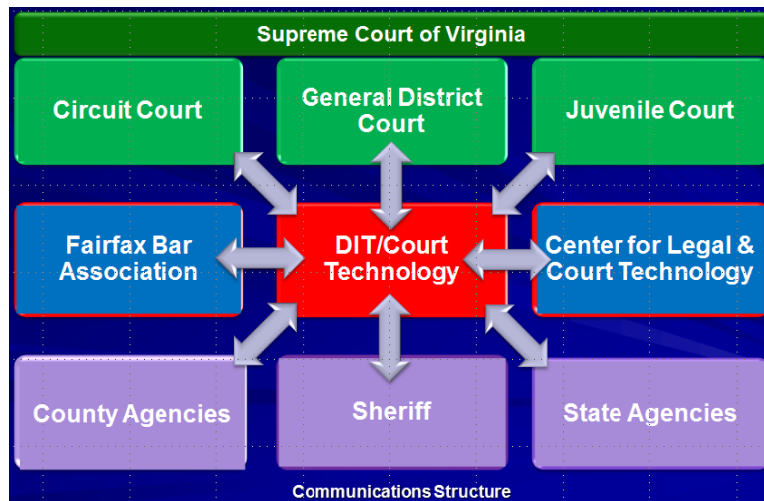 Supreme Court of Virginia
Circuit Court
General District
Court
Juvenile Court
Fairfax Bar
Association
DIT/Court
Technology
Center for Legal &
Court Technology
County Agencies
Sheriff
State Agencies
Communications Structure